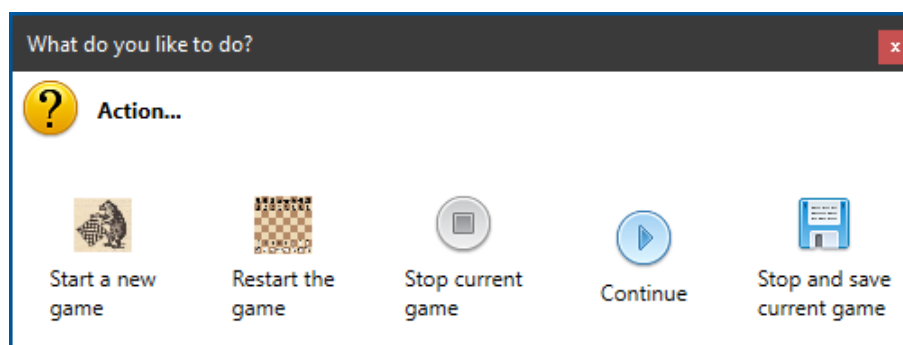 What do you like to do?
x
Action...
Start a new
game
Restart the
game
Stop current
game
Continue
Stop and save
current game